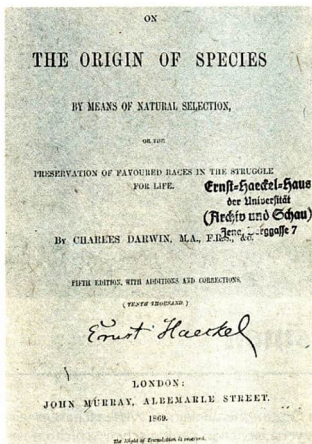 ON
THE ORIGIN OF SPECIES
BY MEANS OF NATURAL SELECTION,
OR THE
PRESERVATION OF FAVOURED RACES IN THE STRUGGLE
FOR LIFE.
Ernst-Haeckel-Haus
der Universität
(Archiv und Schau)
Jena, 7
BY CHARLES DARWIN, M.A., F.R.S., &c.
FIFTH EDITION, WITH ADDITIONS AND CORRECTIONS.
(TENTH THOUSAND.)
Ernst Haeckel
LONDON:
JOHN MURRAY, ALBEMARLE STREET.
1869.
The Right of Translation is reserved.